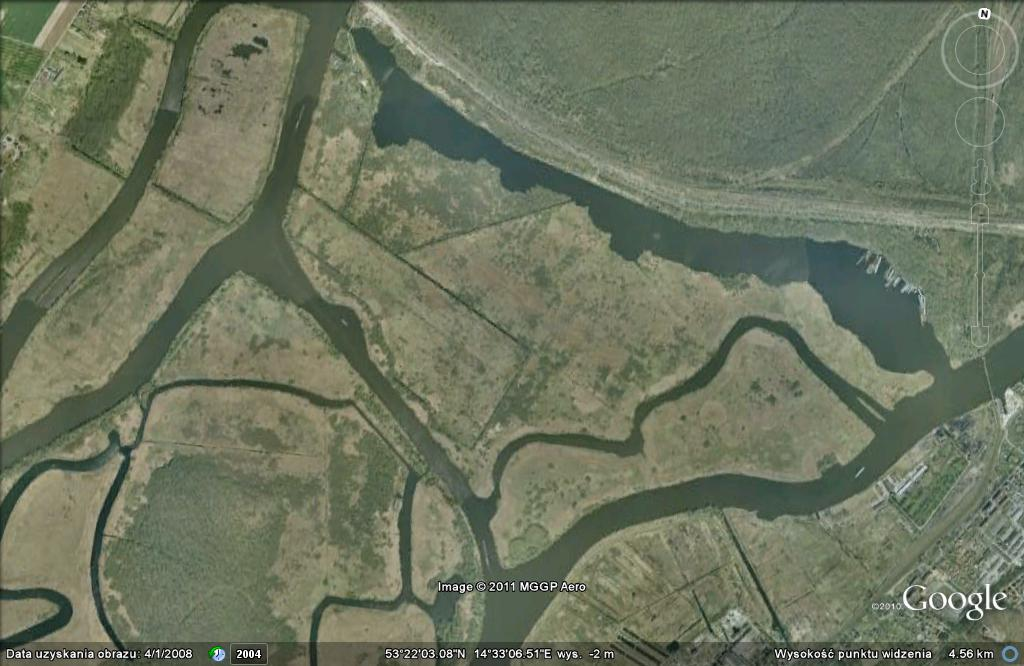 N
Image © 2011 MGGP Aero
©2010 Google
Data uzyskania obrazu: 4/1/2008 2004 53°22'03.08"N 14°33'06.51"E wys. -2 m Wysokość punktu widzenia 4.56 km